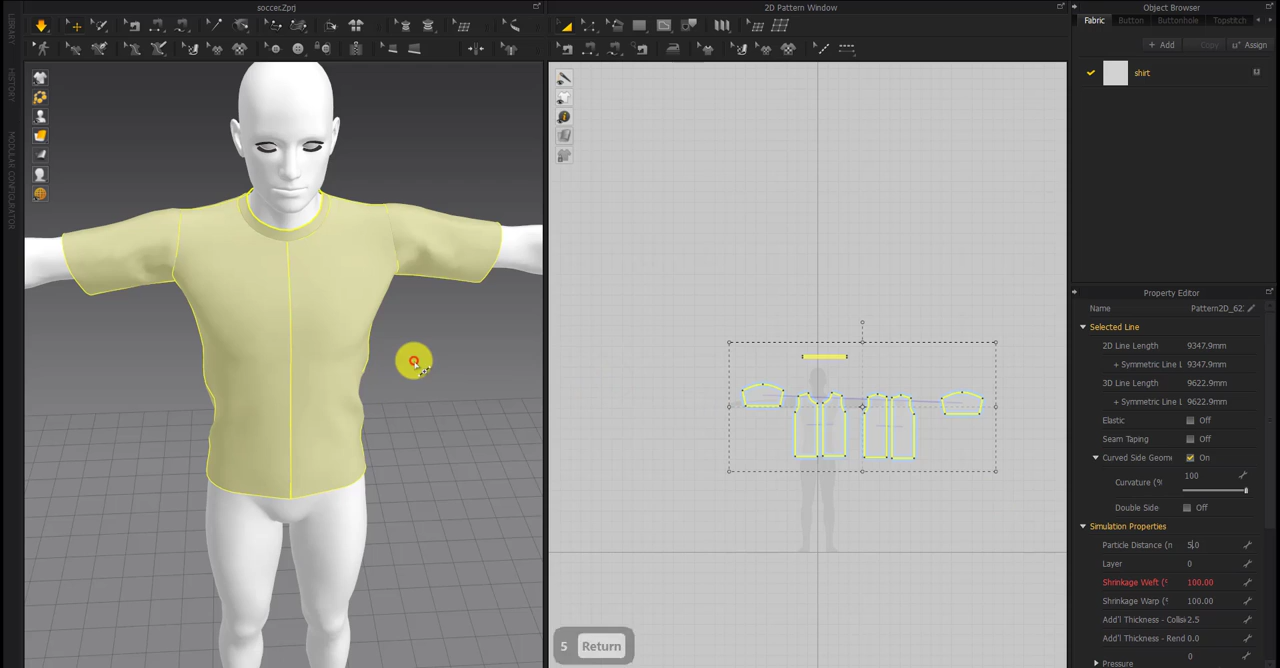 soccer.Zprj
2D Pattern Window
Object Browser
Fabric
Button
Buttonhole
Topstitch
LIBRARY
HISTORY
MODULAR CONFIGURATOR
+ Add
Copy
Assign
shirt
Property Editor
Name
Pattern2D_62
Selected Line
2D Line Length
9347.9mm
+ Symmetric Line L
9347.9mm
3D Line Length
9622.9mm
+ Symmetric Line L
9622.9mm
Elastic
Off
Seam Taping
Off
Curved Side Geome
On
Curvature (%
100
Double Side
Off
Simulation Properties
Particle Distance (n
5.0
Layer
0
Shrinkage Weft (%
100.00
Shrinkage Warp (%
100.00
Add'l Thickness - Collisi
2.5
Add'l Thickness - Rend
0.0
Pressure
0
5 Return